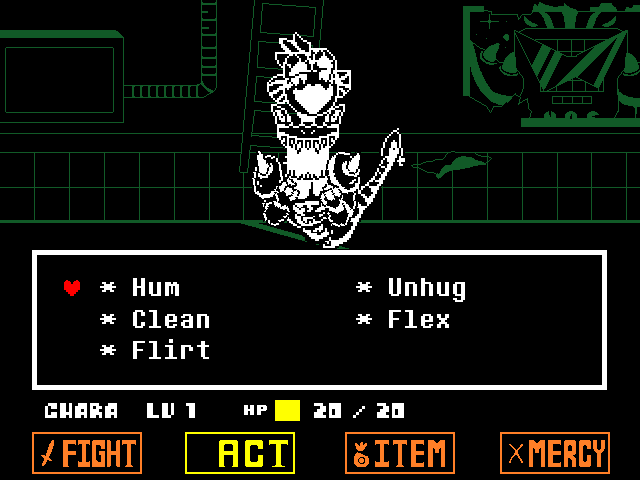 * Hum * Unhug
* Clean * Flex
* Flirt
CHARA LV 1 HP 20 / 20
FIGHT ACT ITEM MERCY